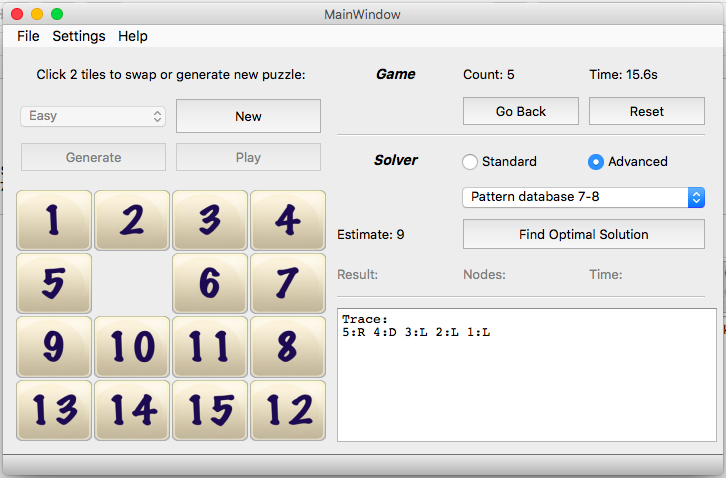 MainWindow
File Settings Help
Click 2 tiles to swap or generate new puzzle:
Easy
New
Generate
Play
1 2 3 4
5 6 7
9 10 11 8
13 14 15 12
Game
Count: 5
Time: 15.6s
Go Back
Reset
Solver
Standard
Advanced
Pattern database 7-8
Estimate: 9
Find Optimal Solution
Result:
Nodes:
Time:
Trace:
5:R 4:D 3:L 2:L 1:L